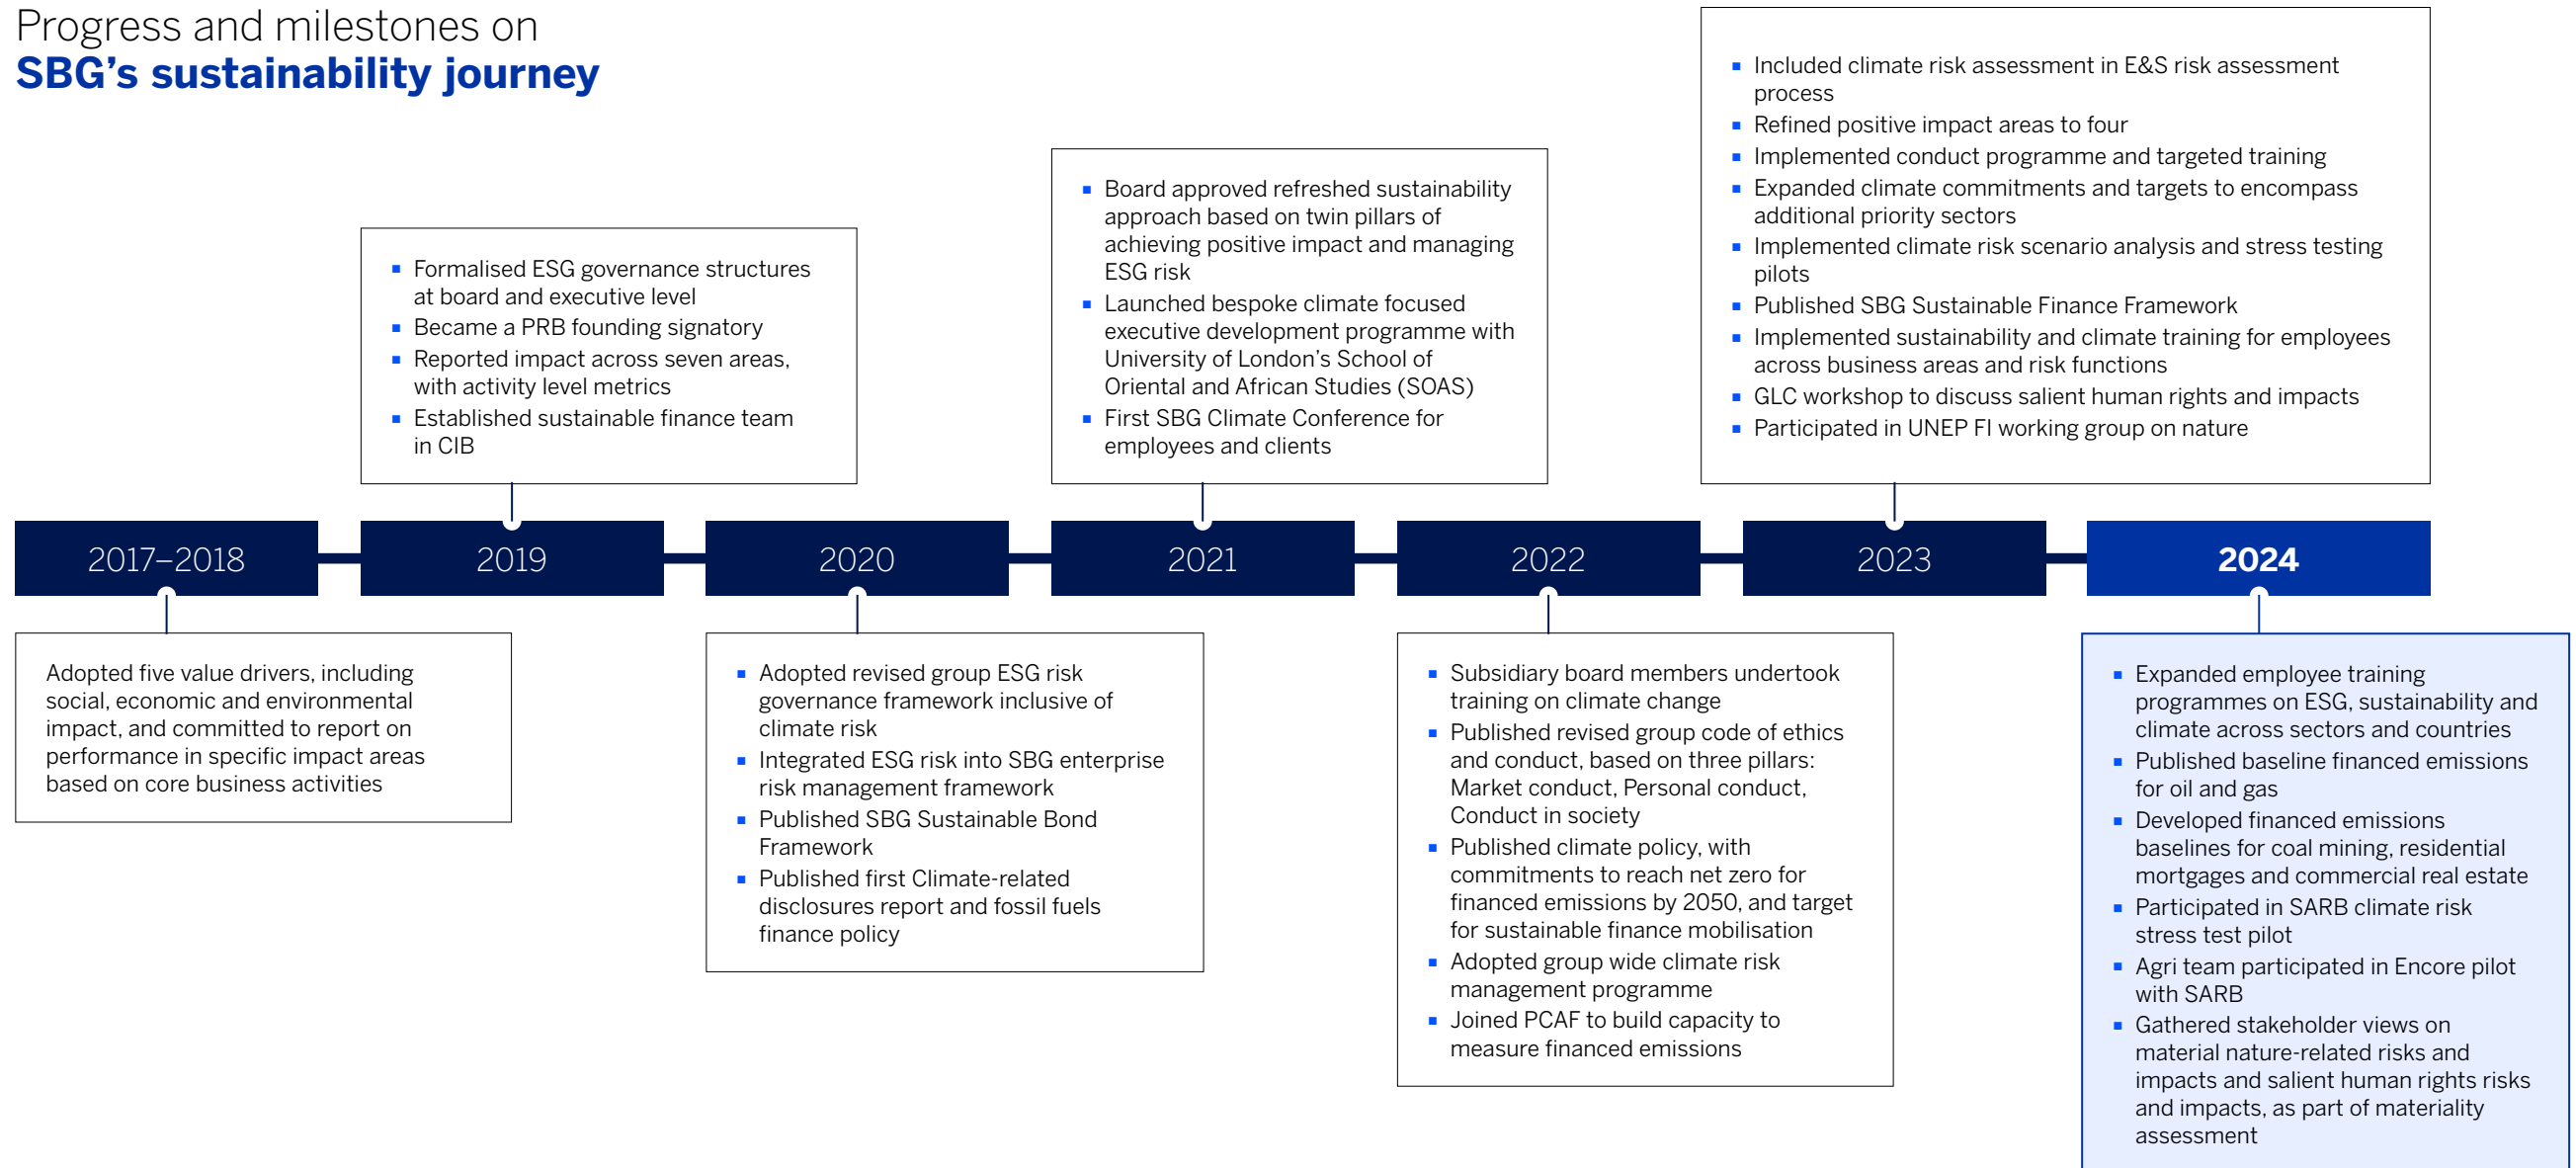 Progress and milestones on
SBG’s sustainability journey
2017–2018
Adopted five value drivers, including
social, economic and environmental
impact, and committed to report on
performance in specific impact areas
based on core business activities
2019
▪ Formalised ESG governance structures
at board and executive level
▪ Became a PRB founding signatory
▪ Reported impact across seven areas,
with activity level metrics
▪ Established sustainable finance team
in CIB
2020
▪ Adopted revised group ESG risk
governance framework inclusive of
climate risk
▪ Integrated ESG risk into SBG enterprise
risk management framework
▪ Published SBG Sustainable Bond
Framework
▪ Published first Climate-related
disclosures report and fossil fuels
finance policy
2021
▪ Board approved refreshed sustainability
approach based on twin pillars of
achieving positive impact and managing
ESG risk
▪ Launched bespoke climate focused
executive development programme with
University of London’s School of
Oriental and African Studies (SOAS)
▪ First SBG Climate Conference for
employees and clients
2022
▪ Subsidiary board members undertook
training on climate change
▪ Published revised group code of ethics
and conduct, based on three pillars:
Market conduct, Personal conduct,
Conduct in society
▪ Published climate policy, with
commitments to reach net zero for
financed emissions by 2050, and target
for sustainable finance mobilisation
▪ Adopted group wide climate risk
management programme
▪ Joined PCAF to build capacity to
measure financed emissions
2023
▪ Included climate risk assessment in E&S risk assessment
process
▪ Refined positive impact areas to four
▪ Implemented conduct programme and targeted training
▪ Expanded climate commitments and targets to encompass
additional priority sectors
▪ Implemented climate risk scenario analysis and stress testing
pilots
▪ Published SBG Sustainable Finance Framework
▪ Implemented sustainability and climate training for employees
across business areas and risk functions
▪ GLC workshop to discuss salient human rights and impacts
▪ Participated in UNEP FI working group on nature
2024
▪ Expanded employee training
programmes on ESG, sustainability and
climate across sectors and countries
▪ Published baseline financed emissions
for oil and gas
▪ Developed financed emissions
baselines for coal mining, residential
mortgages and commercial real estate
▪ Participated in SARB climate risk
stress test pilot
▪ Agri team participated in Encore pilot
with SARB
▪ Gathered stakeholder views on
material nature-related risks and
impacts and salient human rights risks
and impacts, as part of materiality
assessment